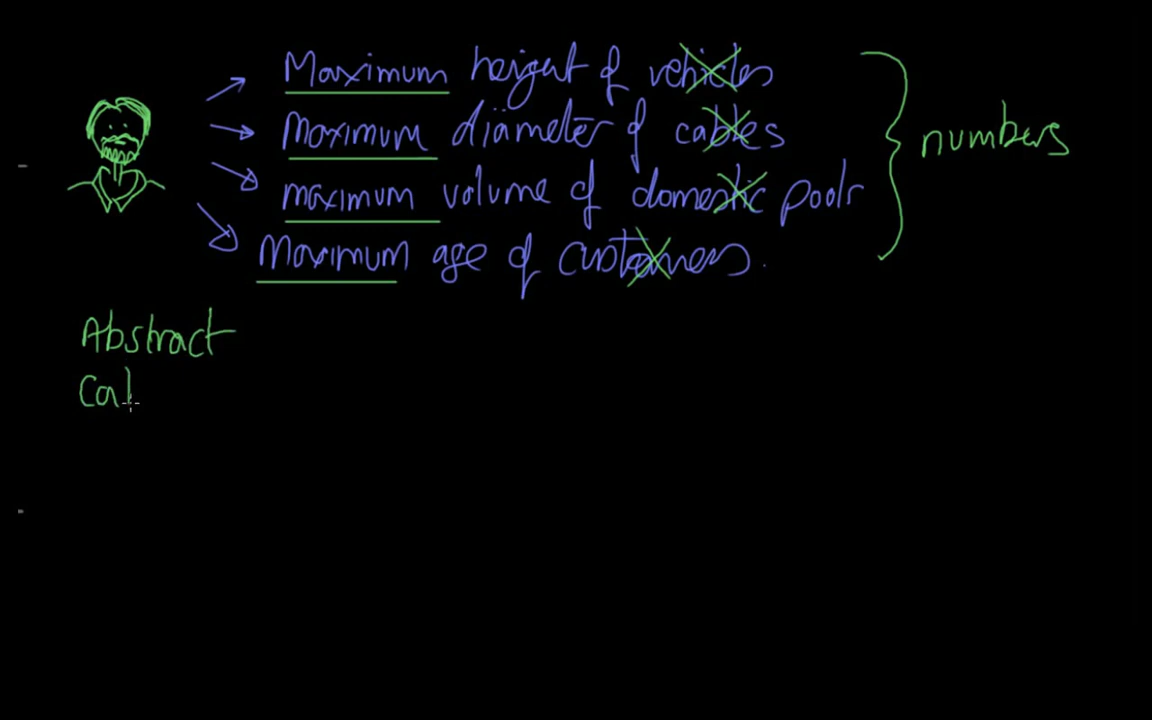 Maximum height of vehicles
Maximum diameter of cables
maximum volume of domestic pools
Maximum age of customers.
numbers
Abstract
Cal